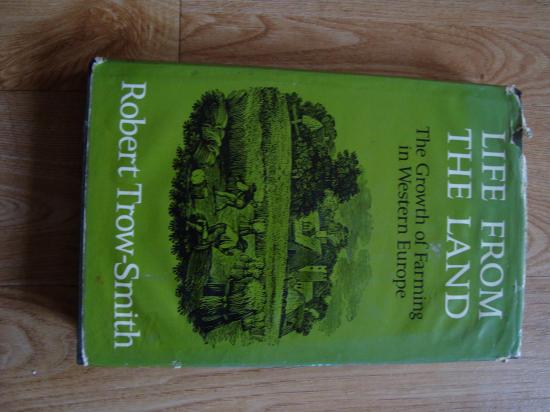 LIFE FROM
THE LAND
The Growth of Farming
in Western Europe
Robert Trow-Smith